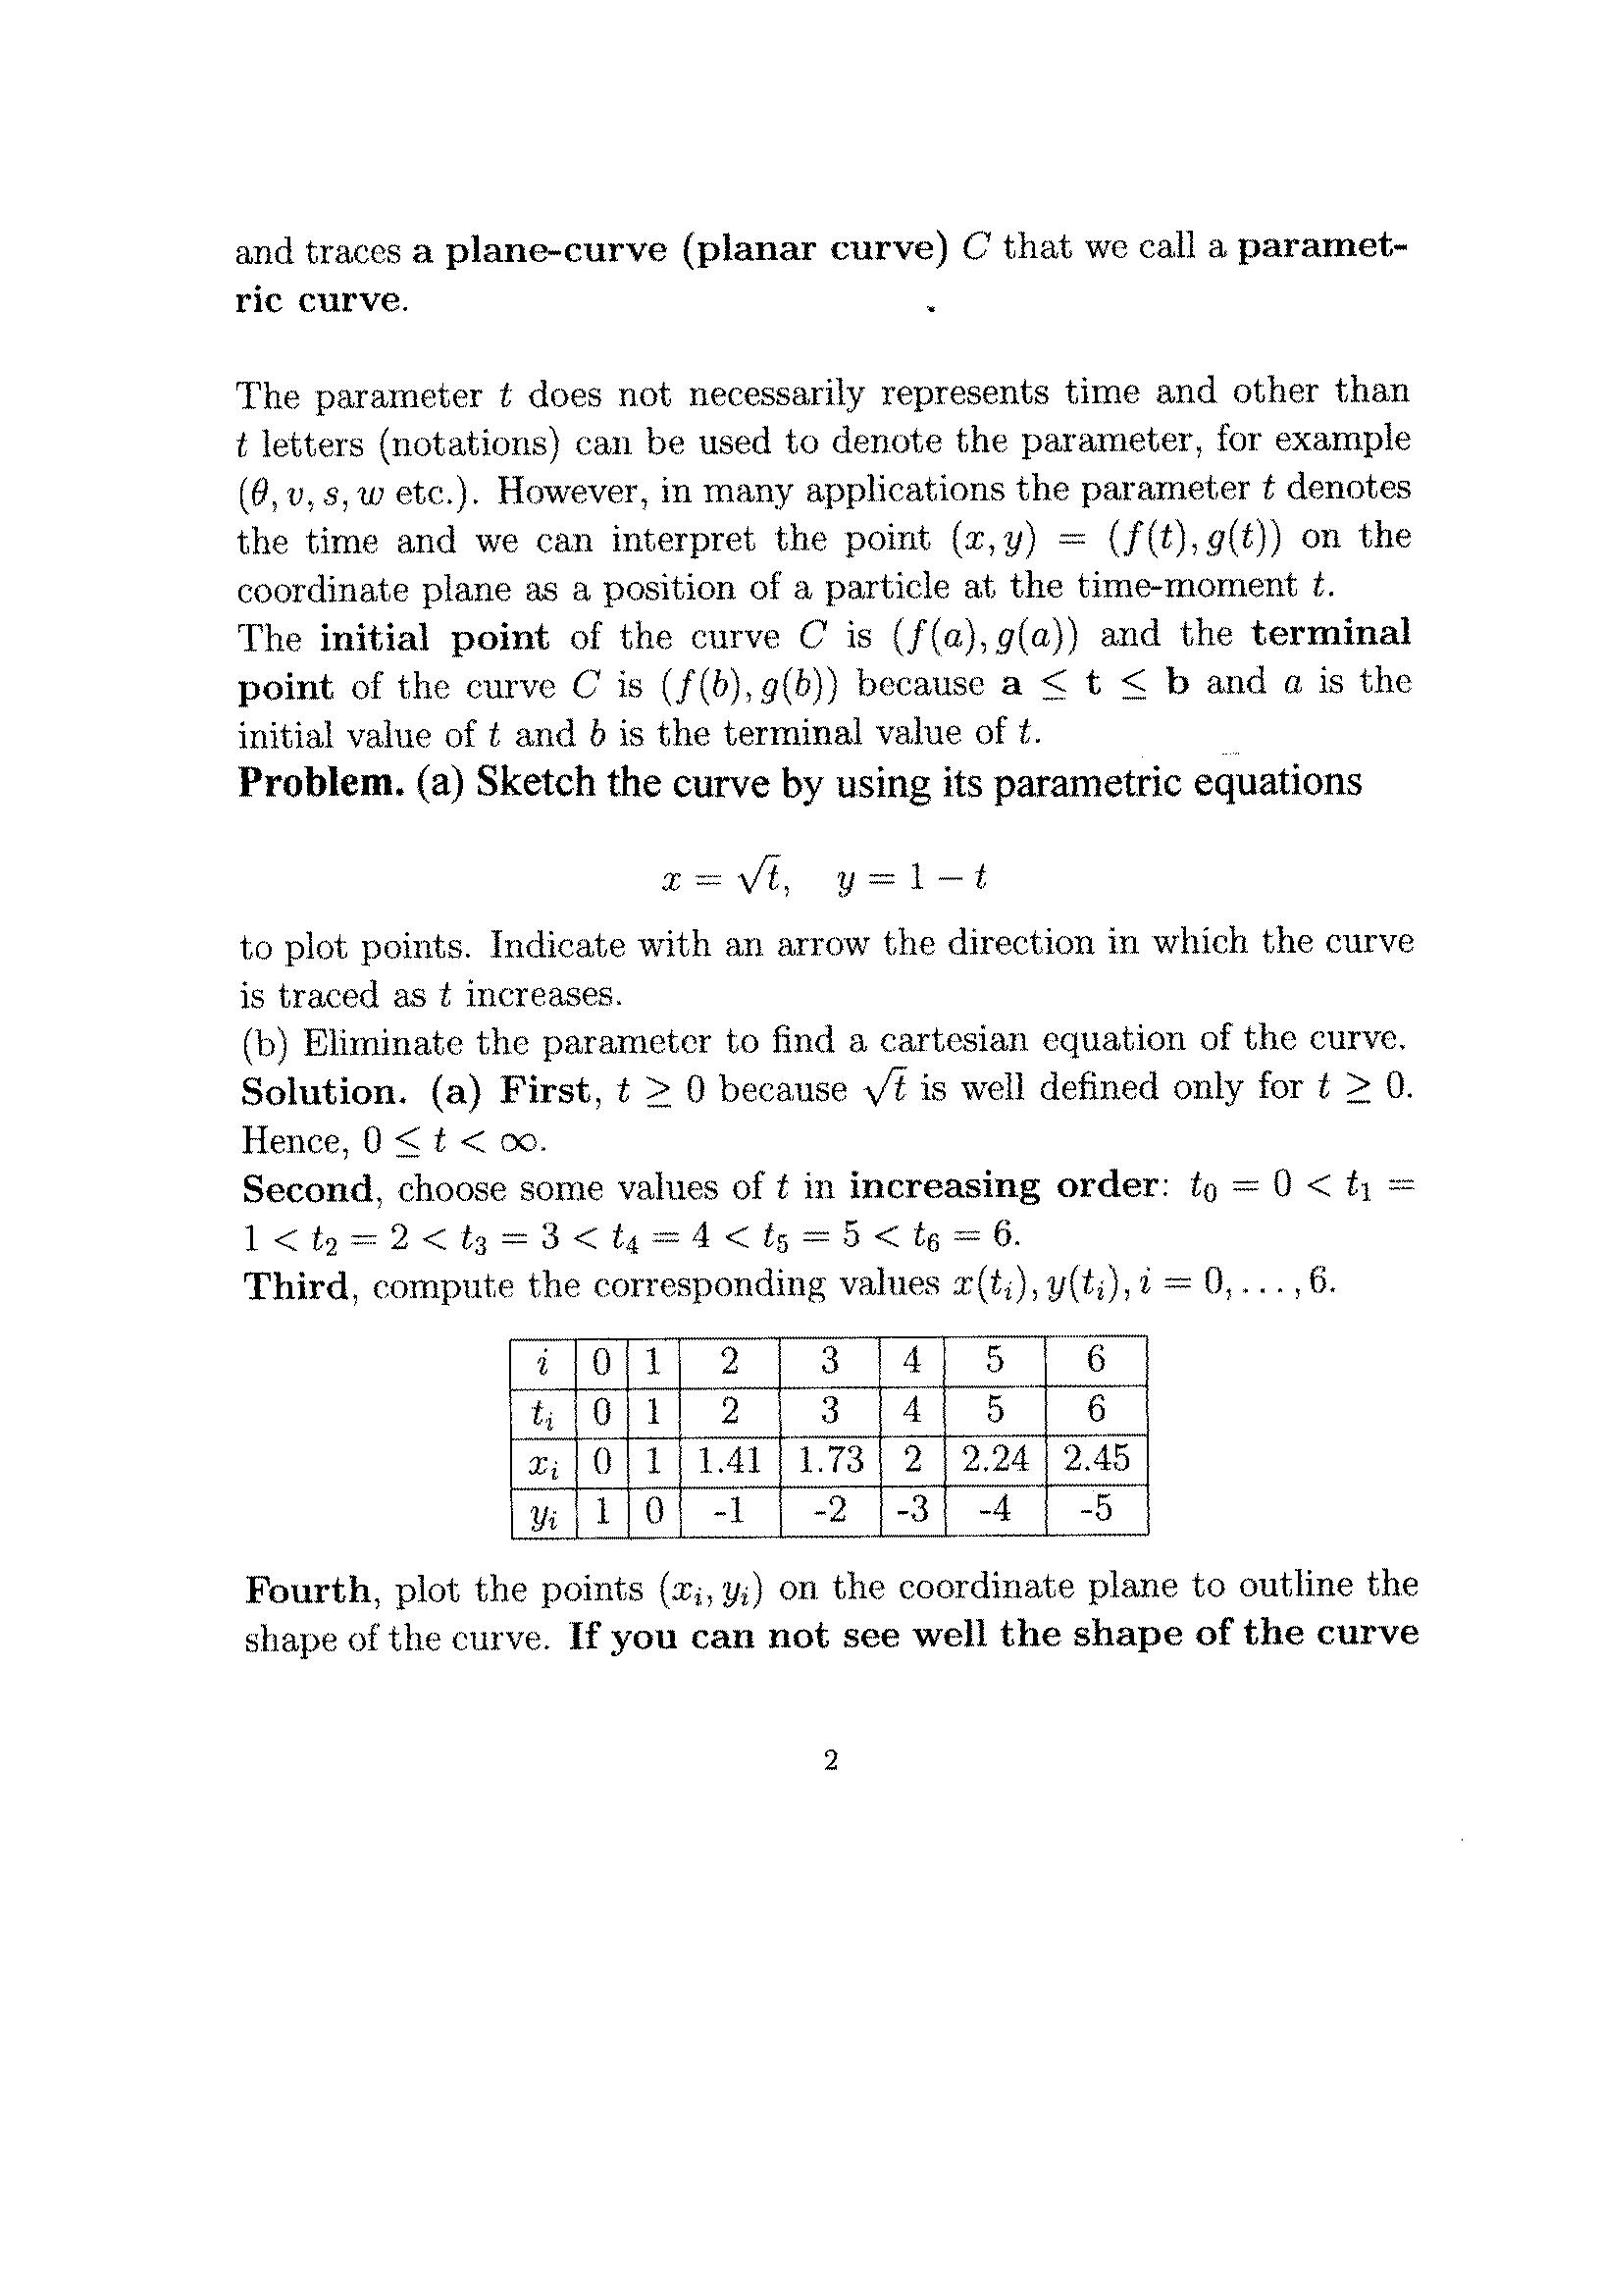 and traces a plane-curve (planar curve) C that we call a paramet-
ric curve.
The parameter t does not necessarily represents time and other than
t letters (notations) can be used to denote the parameter, for example
(θ, v, s, w etc.). However, in many applications the parameter t denotes
the time and we can interpret the point (x, y) = (f(t), g(t)) on the
coordinate plane as a position of a particle at the time-moment t.
The initial point of the curve C is (f(a), g(a)) and the terminal
point of the curve C is (f(b), g(b)) because a ≤ t ≤ b and a is the
initial value of t and b is the terminal value of t.
Problem. (a) Sketch the curve by using its parametric equations
x = √t, y = 1 − t
to plot points. Indicate with an arrow the direction in which the curve
is traced as t increases.
(b) Eliminate the parameter to find a cartesian equation of the curve.
Solution. (a) First, t ≥ 0 because √t is well defined only for t ≥ 0.
Hence, 0 ≤ t < ∞.
Second, choose some values of t in increasing order: t₀ = 0 < t₁ =
1 < t₂ = 2 < t₃ = 3 < t₄ = 4 < t₅ = 5 < t₆ = 6.
Third, compute the corresponding values x(tᵢ), y(tᵢ), i = 0, . . . , 6.
i 0 1 2 3 4 5 6
tᵢ 0 1 2 3 4 5 6
xᵢ 0 1 1.41 1.73 2 2.24 2.45
yᵢ 1 0 -1 -2 -3 -4 -5
Fourth, plot the points (xᵢ, yᵢ) on the coordinate plane to outline the
shape of the curve. If you can not see well the shape of the curve
2